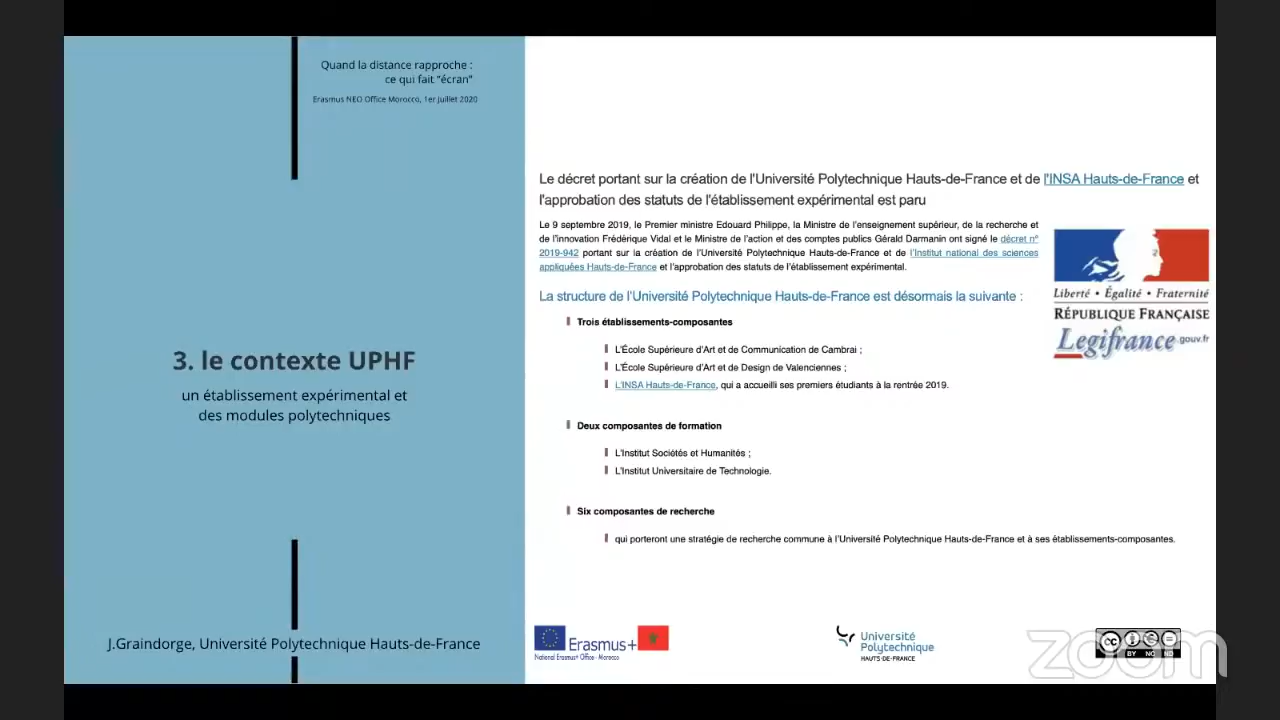 Quand la distance rapproche :
ce qui fait "écran"
Erasmus NEO Office Morocco, 1er juillet 2020
3. le contexte UPHF
un établissement expérimental et
des modules polytechniques
J.Graindorge, Université Polytechnique Hauts-de-France
Le décret portant sur la création de l'Université Polytechnique Hauts-de-France et de l'INSA Hauts-de-France et
l'approbation des statuts de l'établissement expérimental est paru
Le 9 septembre 2019, le Premier ministre Edouard Philippe, la Ministre de l'enseignement supérieur, de la recherche et
de l'innovation Frédérique Vidal et le Ministre de l'action et des comptes publics Gérald Darmanin ont signé le décret n°
2019-942 portant sur la création de l'Université Polytechnique Hauts-de-France et de l'Institut national des sciences
appliquées Hauts-de-France et l'approbation des statuts de l'établissement expérimental.
Liberté • Égalité • Fraternité
RÉPUBLIQUE FRANÇAISE
Legifrance.gouv.fr
La structure de l'Université Polytechnique Hauts-de-France est désormais la suivante :
Trois établissements-composantes
L'École Supérieure d'Art et de Communication de Cambrai ;
L'École Supérieure d'Art et de Design de Valenciennes ;
L'INSA Hauts-de-France, qui a accueilli ses premiers étudiants à la rentrée 2019.
Deux composantes de formation
L'Institut Sociétés et Humanités ;
L'Institut Universitaire de Technologie.
Six composantes de recherche
qui porteront une stratégie de recherche commune à l'Université Polytechnique Hauts-de-France et à ses établissements-composantes.
Erasmus+
National Erasmus+ Office - Morocco
Université
Polytechnique
HAUTS-DE-FRANCE
cc
BY NC ND
zoom